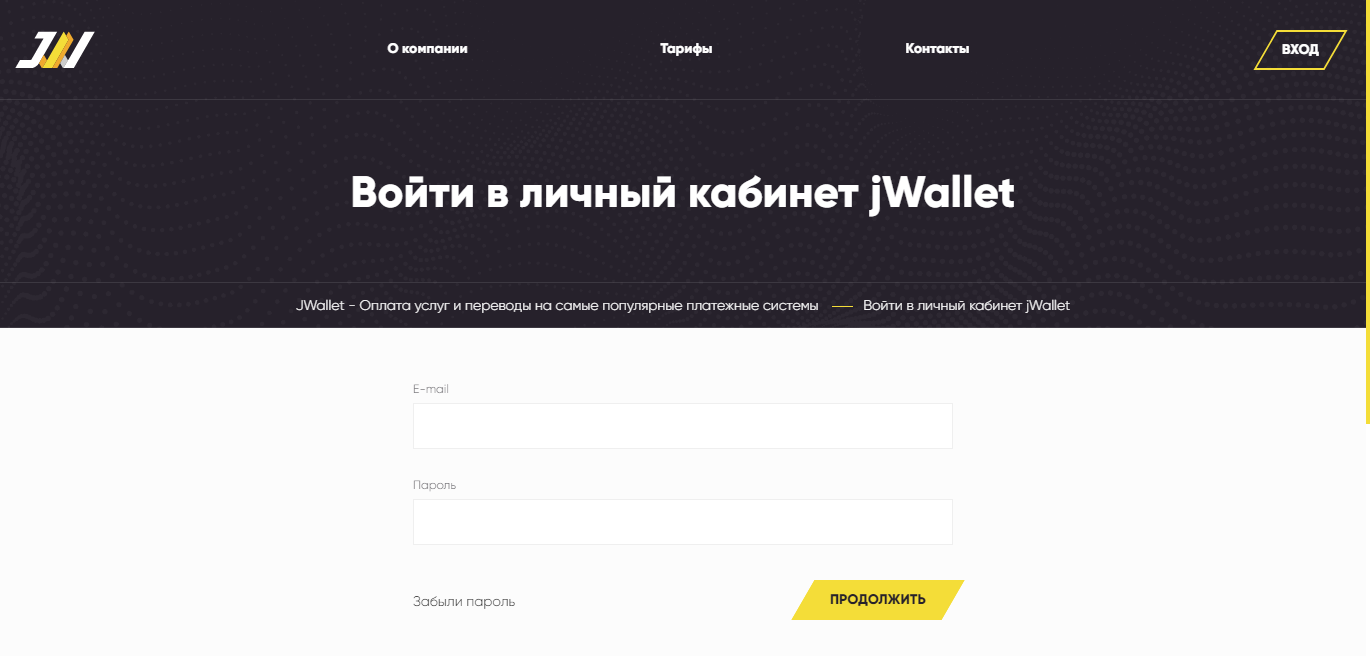 JW
О компании
Тарифы
Контакты
ВХОД
Войти в личный кабинет jWallet
JWallet - Оплата услуг и переводы на самые популярные платежные системы — Войти в личный кабинет jWallet
E-mail
Пароль
Забыли пароль
ПРОДОЛЖИТЬ